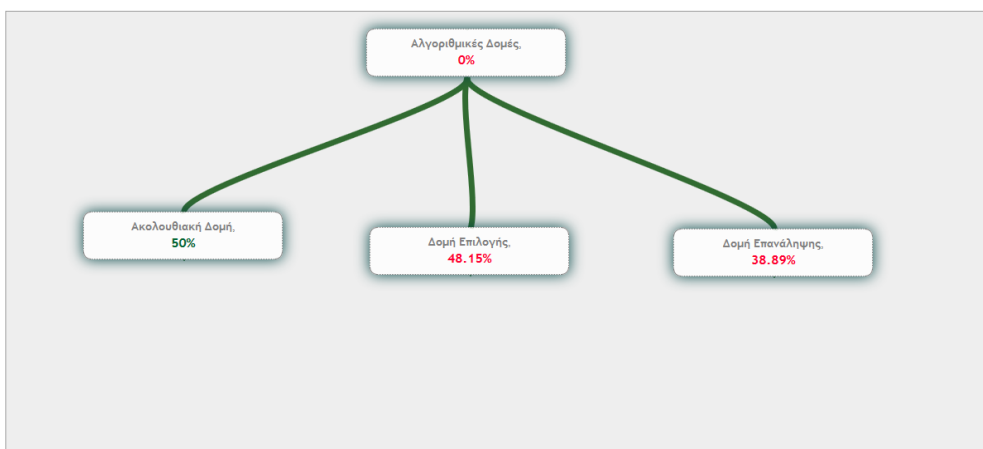 Αλγοριθμικές Δομές,
0%
Ακολουθιακή Δομή,
50%
Δομή Επιλογής,
48.15%
Δομή Επανάληψης,
38.89%